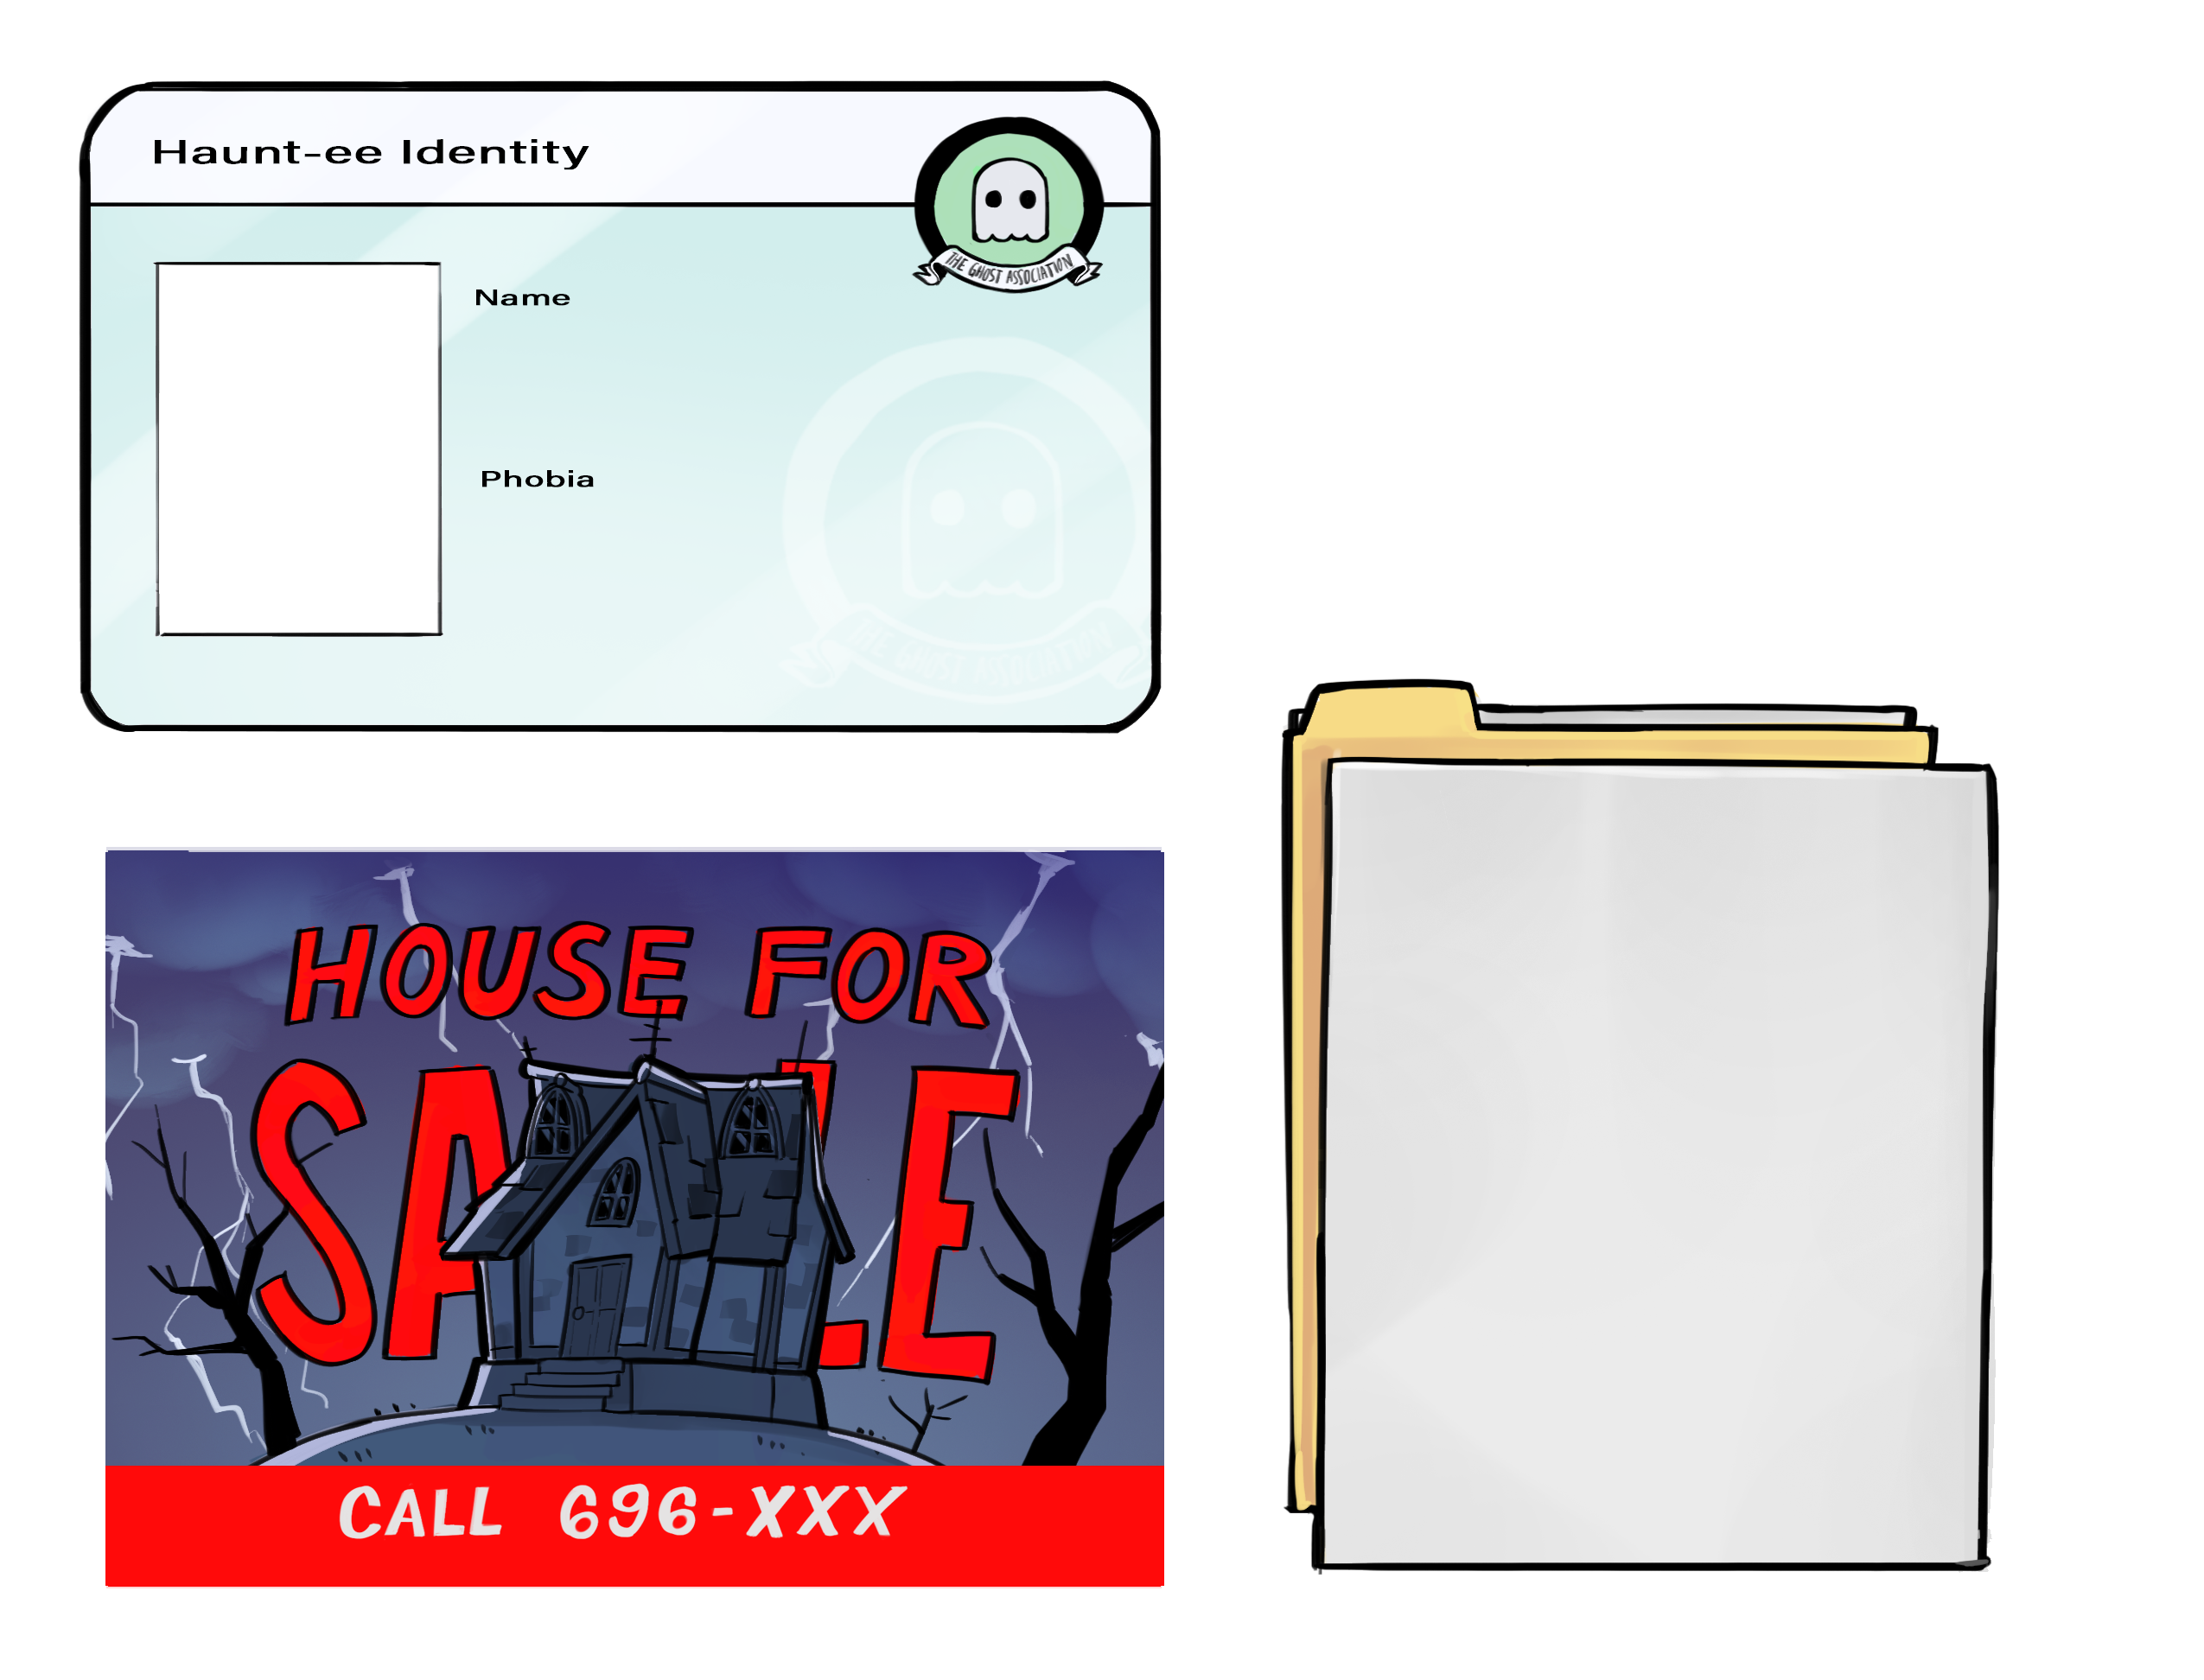 Haunt-ee Identity
THE GHOST ASSOCIATION
Name
Phobia
THE GHOST ASSOCIATION
HOUSE FOR
SALE
CALL 696-XXX